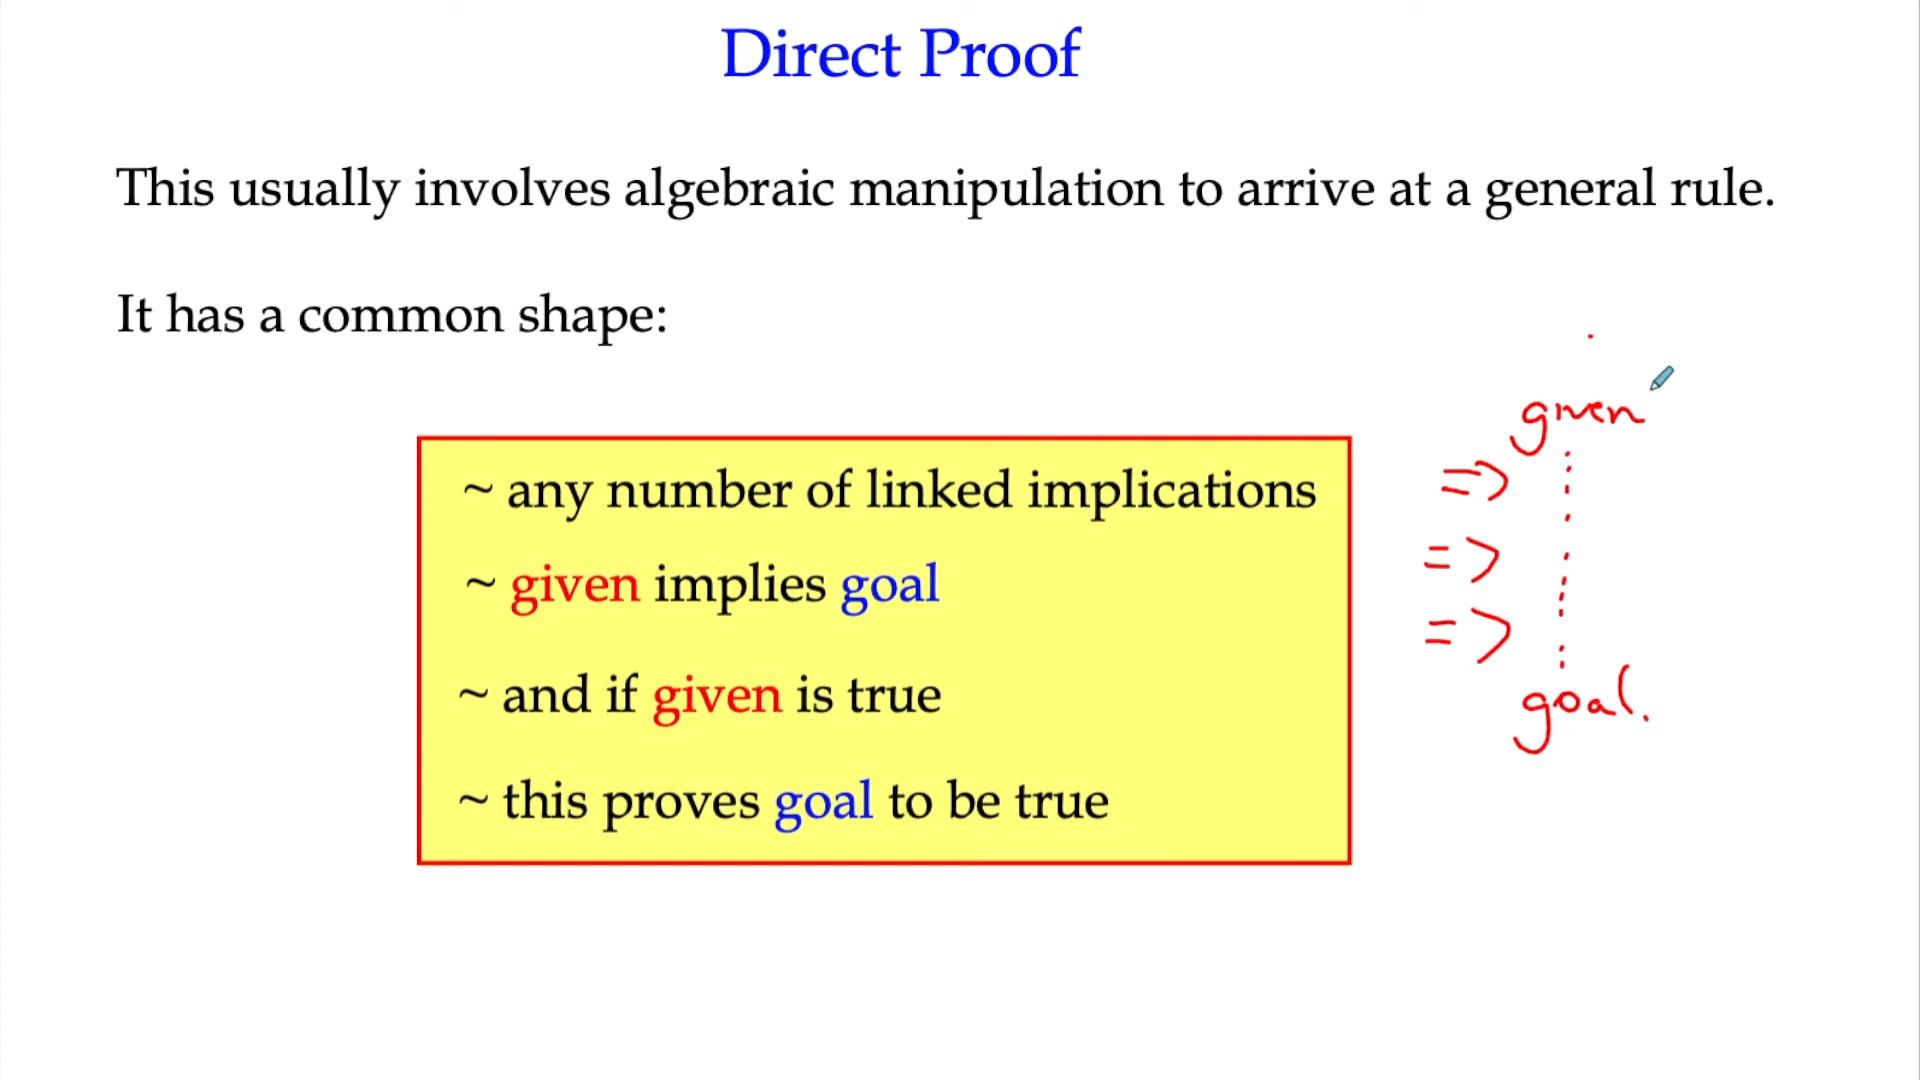 Direct Proof
This usually involves algebraic manipulation to arrive at a general rule.
It has a common shape:
~ any number of linked implications
~ given implies goal
~ and if given is true
~ this proves goal to be true
given
=>
=>
=>
goal.